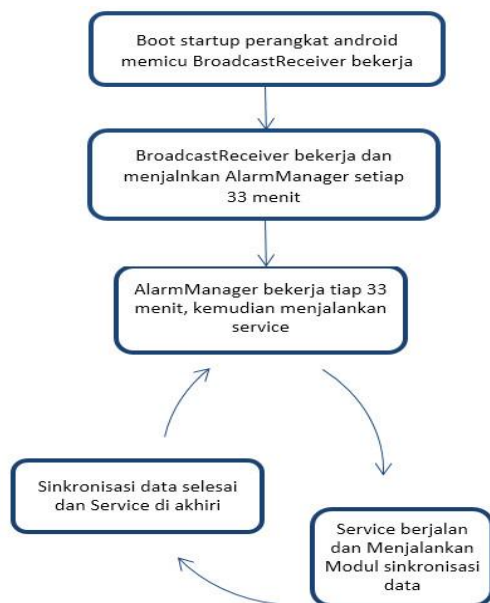 Boot startup perangkat android
memicu BroadcastReceiver bekerja
BroadcastReceiver bekerja dan
menjalnkan AlarmManager setiap
33 menit
AlarmManager bekerja tiap 33
menit, kemudian menjalankan
service
Service berjalan
dan Menjalankan
Modul sinkronisasi
data
Sinkronisasi data selesai
dan Service di akhiri